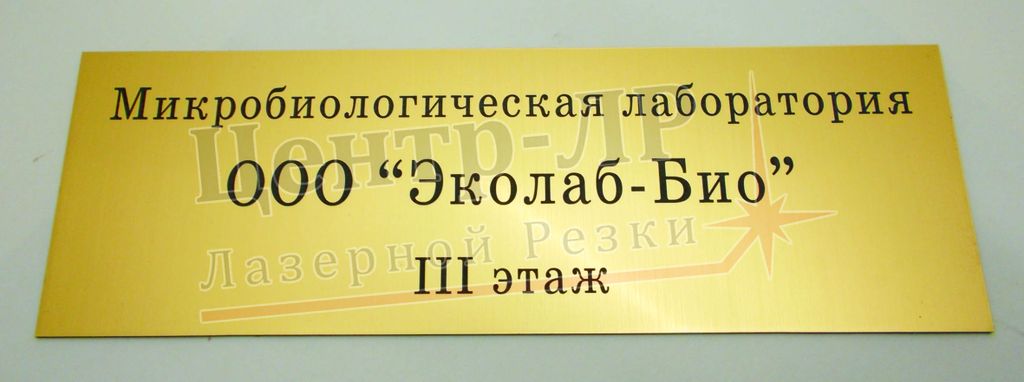 Микробиологическая лаборатория
Центр-ЛР
ООО “Эколаб-Био”
Лазерной Резки
III этаж